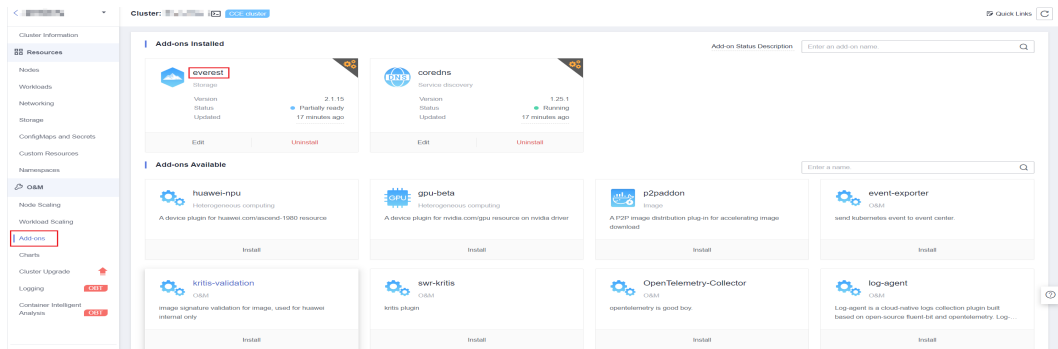 Cluster:
CCE cluster
Quick Links
Cluster Information
Resources
Nodes
Workloads
Networking
Storage
ConfigMaps and Secrets
Custom Resources
Namespaces
O&M
Node Scaling
Workload Scaling
Add-ons
Charts
Cluster Upgrade
Logging
OBT
Container Intelligent
Analysis
OBT
Add-ons Installed
Add-on Status Description
Enter an add-on name.
everest
Storage
Version 2.1.15
Status Partially ready
Updated 17 minutes ago
Edit Uninstall
DNS
coredns
Service discovery
Version 1.25.1
Status Running
Updated 17 minutes ago
Edit Uninstall
Add-ons Available
Enter a name.
huawei-npu
Heterogeneous computing
A device plugin for huawei.com/ascend-1980 resource
Install
GPU
gpu-beta
Heterogeneous computing
A device plugin for nvidia.com/gpu resource on nvidia driver
Install
p2paddon
Image
A P2P image distribution plug-in for accelerating image
download
Install
event-exporter
O&M
send kubernetes event to event center.
Install
kritis-validation
O&M
image signature validation for image, used for huawei
internal only
Install
swr-kritis
O&M
kritis plugin
Install
OpenTelemetry-Collector
O&M
opentelemetry is good boy.
Install
log-agent
O&M
Log-agent is a cloud-native logs collection plugin built
based on open-source fluent-bit and opentelemetry. Log-...
Install